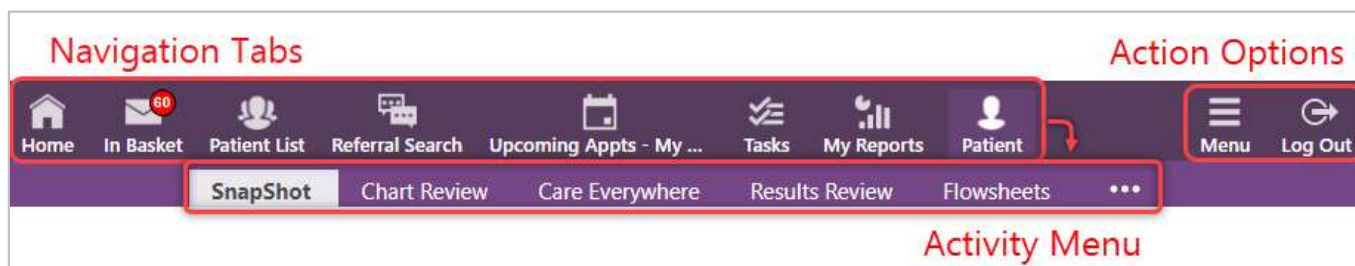 Navigation Tabs
Action Options
60
Home In Basket Patient List Referral Search Upcoming Appts - My ... Tasks My Reports Patient Menu Log Out
SnapShot Chart Review Care Everywhere Results Review Flowsheets •••
Activity Menu